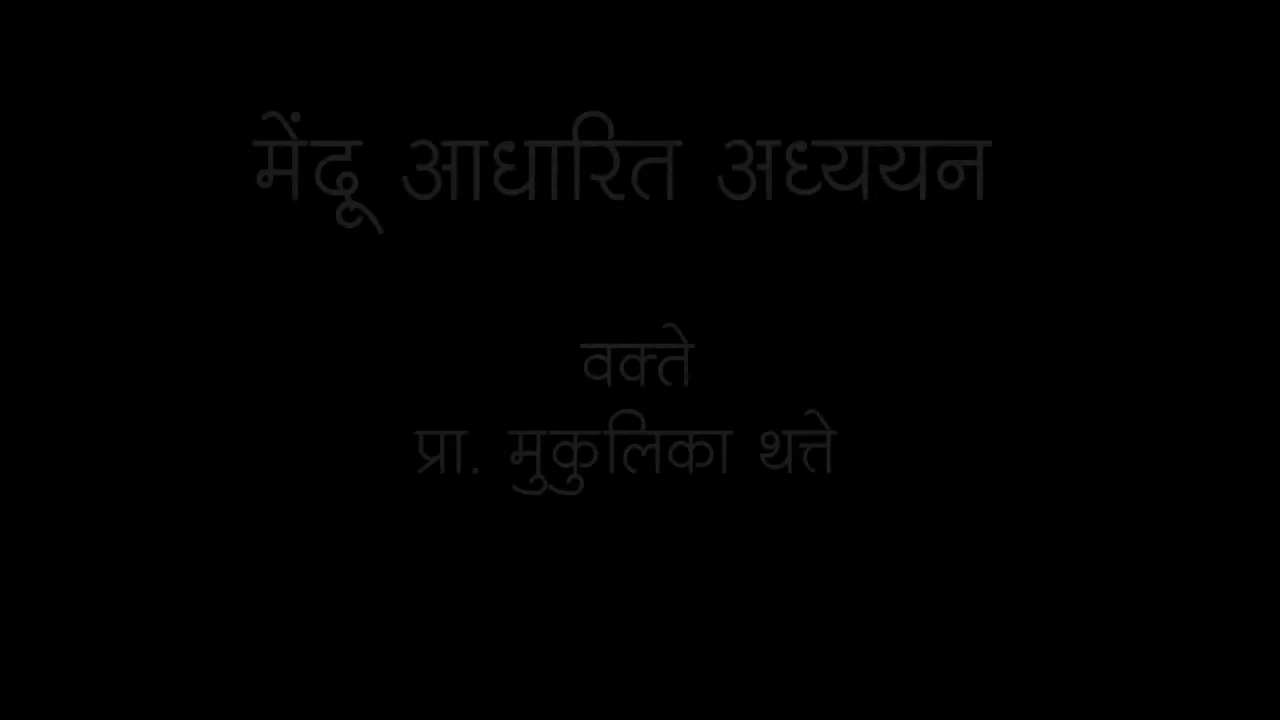 मेंदू आधारित अध्ययन
वक्ते
प्रा. मुकुलिका थत्ते